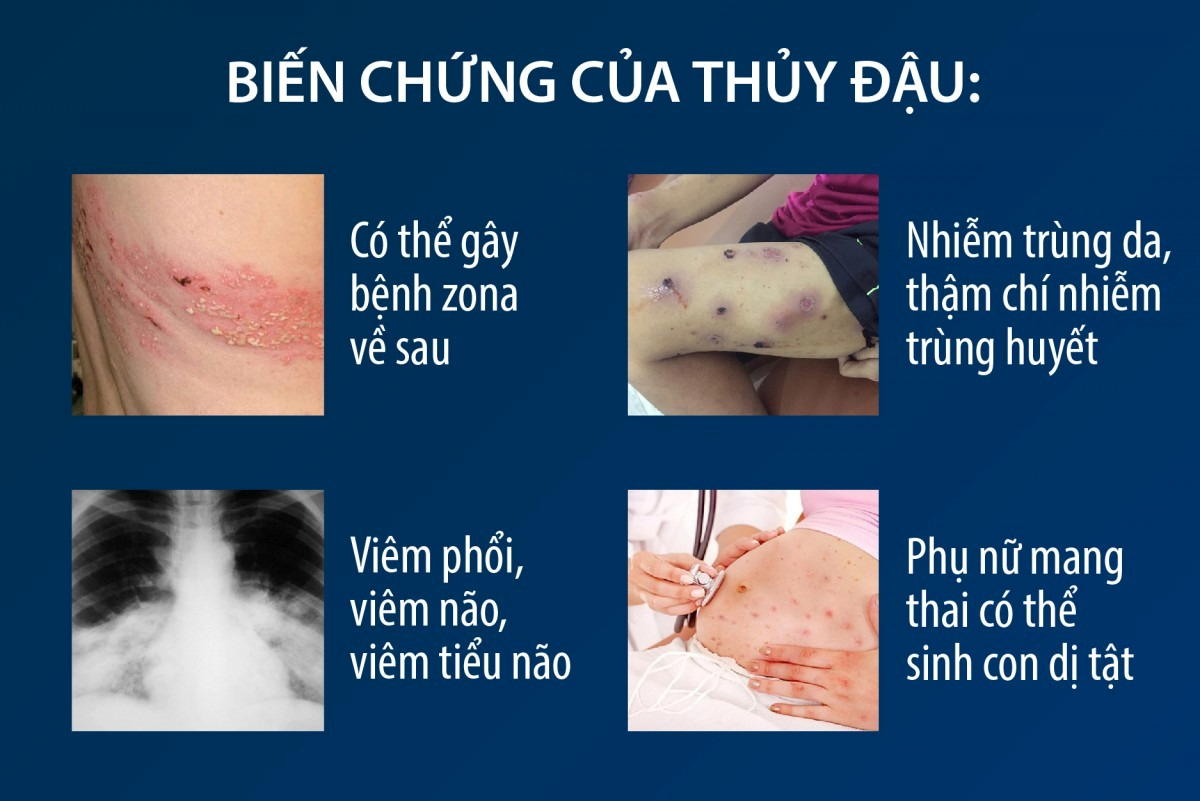 BIẾN CHỨNG CỦA THỦY ĐẬU:
Có thể gây
bệnh zona
về sau
Nhiễm trùng da,
thậm chí nhiễm
trùng huyết
Viêm phổi,
viêm não,
viêm tiểu não
Phụ nữ mang
thai có thể
sinh con dị tật